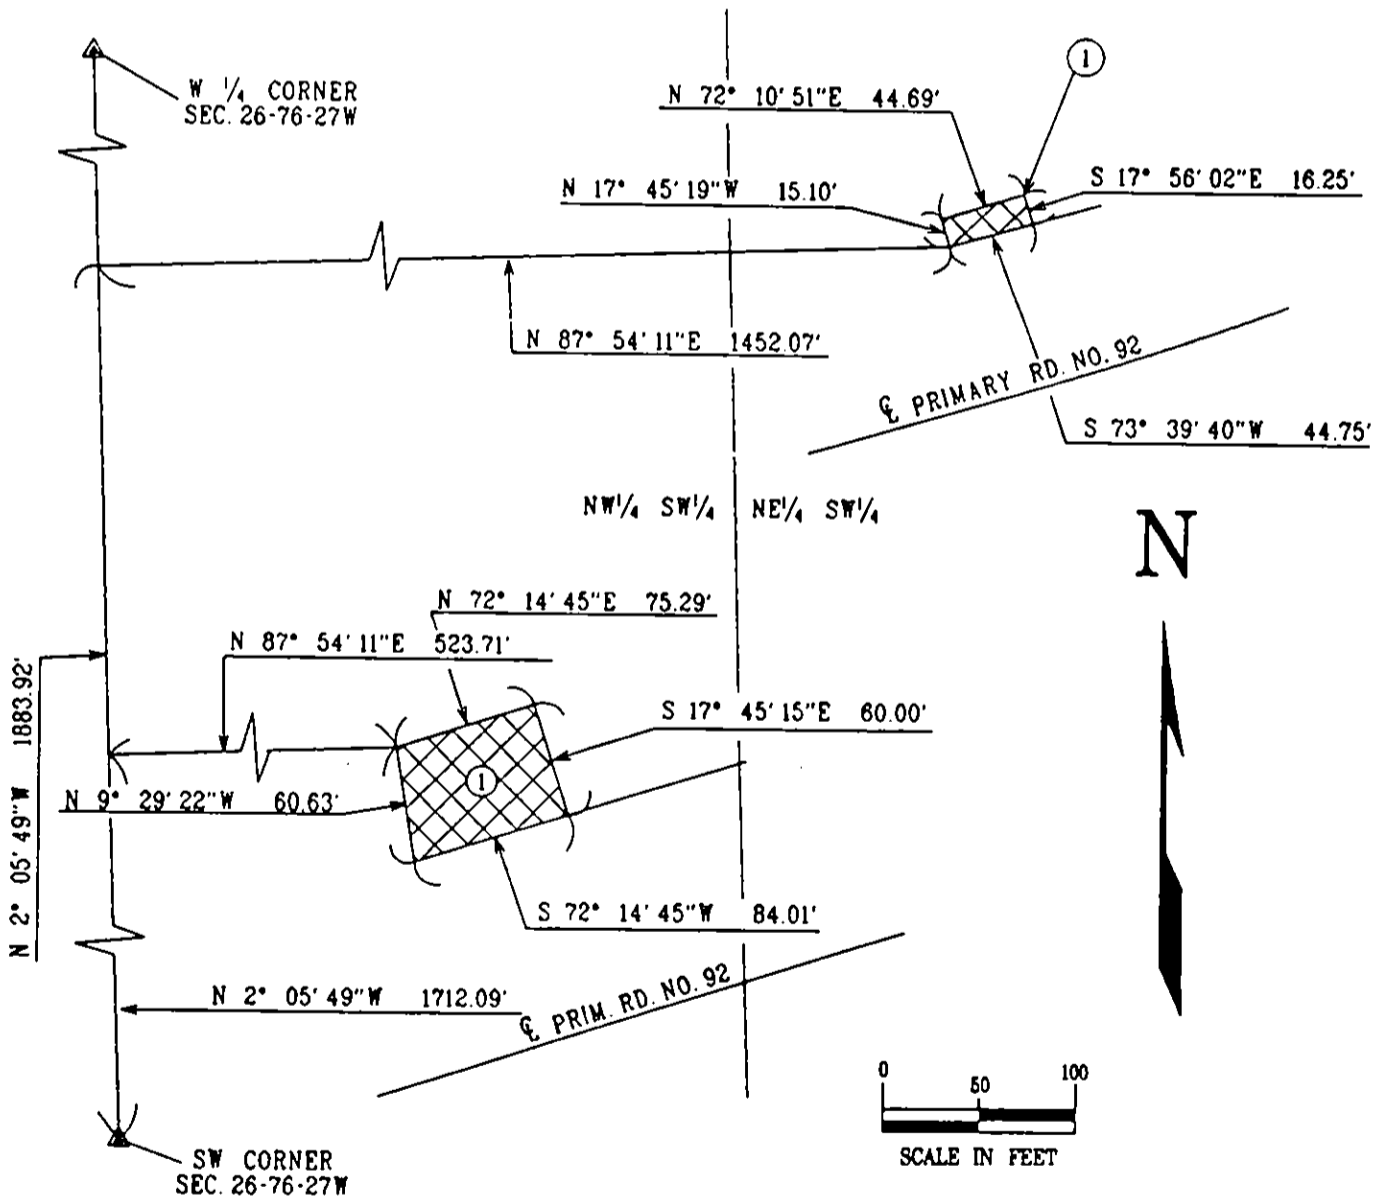 W 1/4 CORNER
SEC. 26-76-27W
1
N 72° 10' 51"E 44.69'
N 17° 45' 19"W 15.10'
S 17° 56' 02"E 16.25'
N 87° 54' 11"E 1452.07'
℄ PRIMARY RD. NO. 92
S 73° 39' 40"W 44.75'
NW1/4 SW1/4
NE1/4 SW1/4
N
N 72° 14' 45"E 75.29'
N 87° 54' 11"E 523.71'
S 17° 45' 15"E 60.00'
1
N 9° 29' 22"W 60.63'
N 2° 05' 49"W 1883.92'
S 72° 14' 45"W 84.01'
N 2° 05' 49"W 1712.09'
℄ PRIM. RD. NO. 92
0 50 100
SCALE IN FEET
SW CORNER
SEC. 26-76-27W